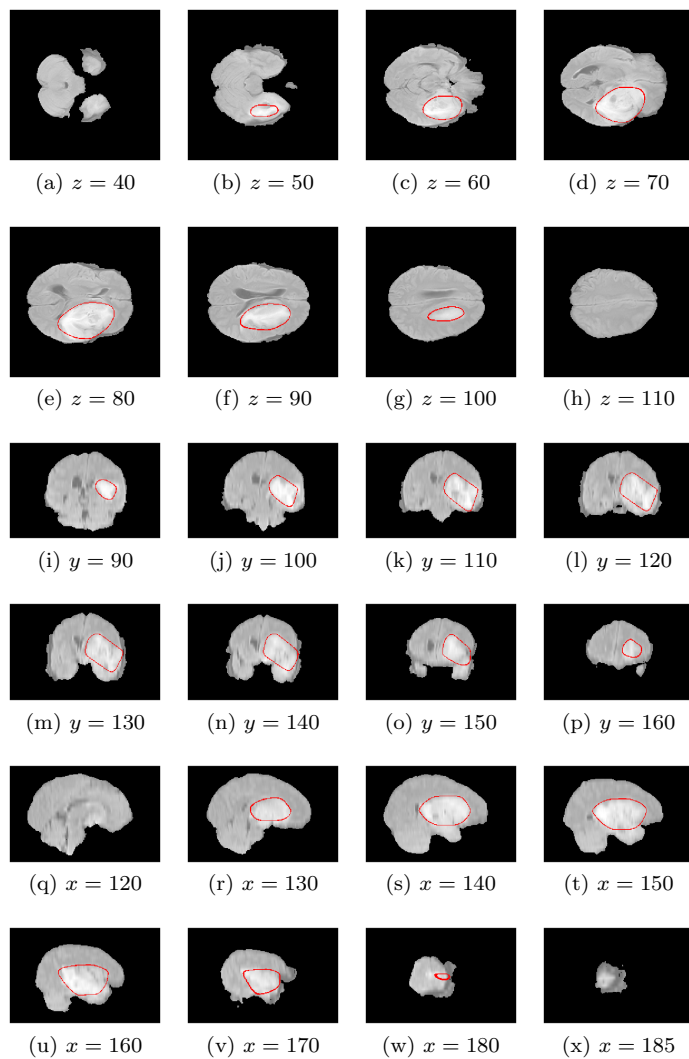 (a) z = 40 (b) z = 50 (c) z = 60 (d) z = 70
(e) z = 80 (f) z = 90 (g) z = 100 (h) z = 110
(i) y = 90 (j) y = 100 (k) y = 110 (l) y = 120
(m) y = 130 (n) y = 140 (o) y = 150 (p) y = 160
(q) x = 120 (r) x = 130 (s) x = 140 (t) x = 150
(u) x = 160 (v) x = 170 (w) x = 180 (x) x = 185